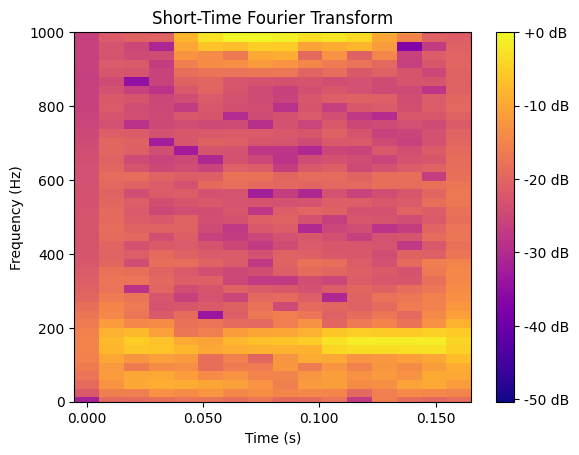 Short-Time Fourier Transform
1000
800
600
400
200
0
Frequency (Hz)
0.000
0.050
0.100
0.150
Time (s)
+0 dB
-10 dB
-20 dB
-30 dB
-40 dB
-50 dB